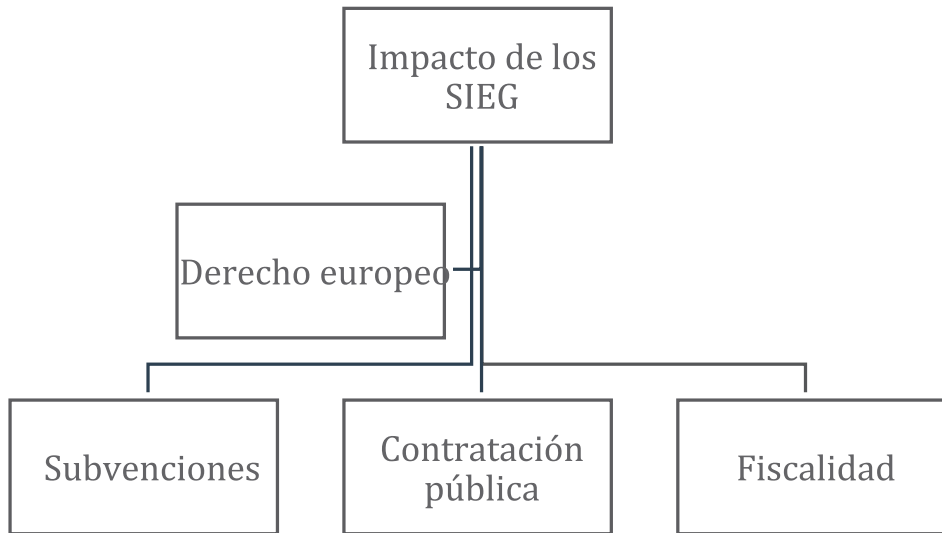 Impacto de los
SIEG
Derecho europeo
Subvenciones
Contratación
pública
Fiscalidad